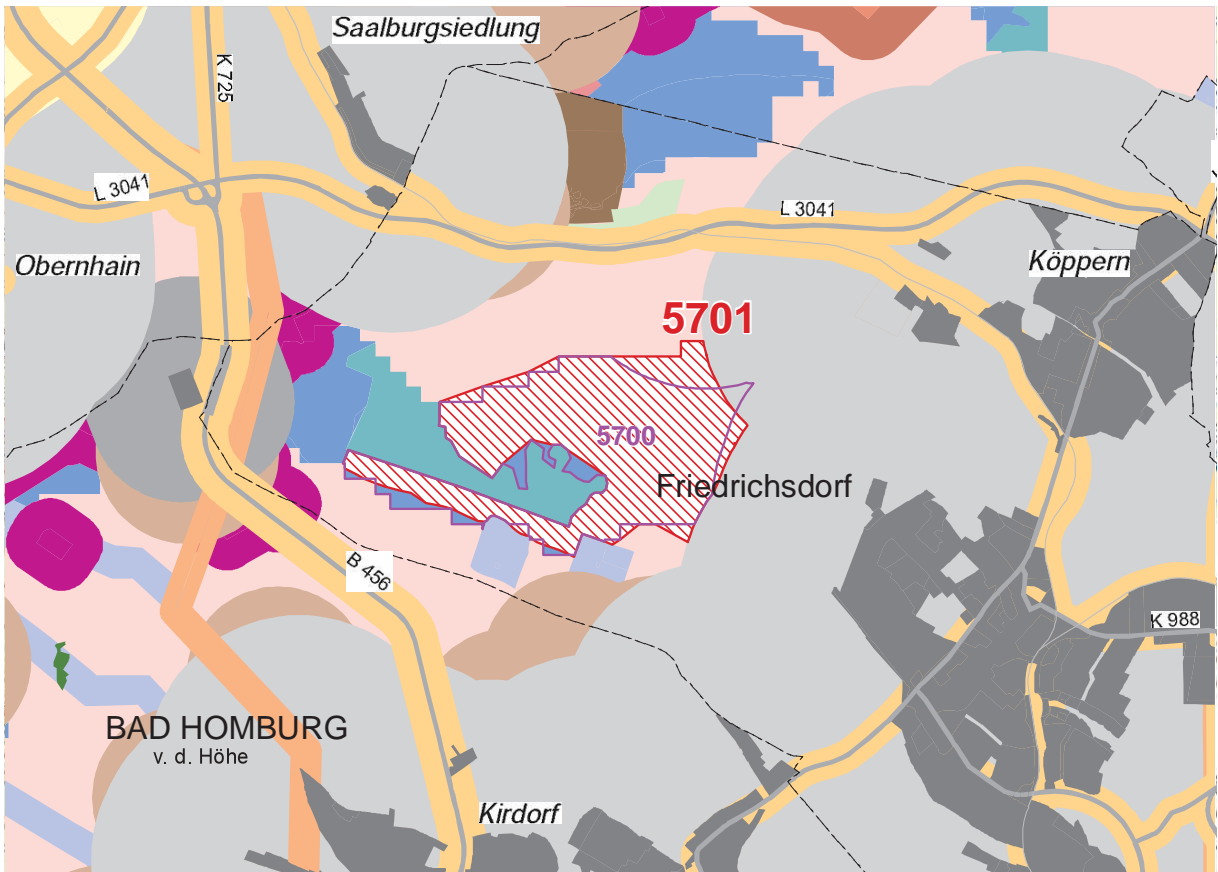 Saalburgsiedlung
K 725
L 3041
L 3041
Obernhain
Köppern
5701
5700
Friedrichsdorf
B 456
K 988
BAD HOMBURG
v. d. Höhe
Kirdorf